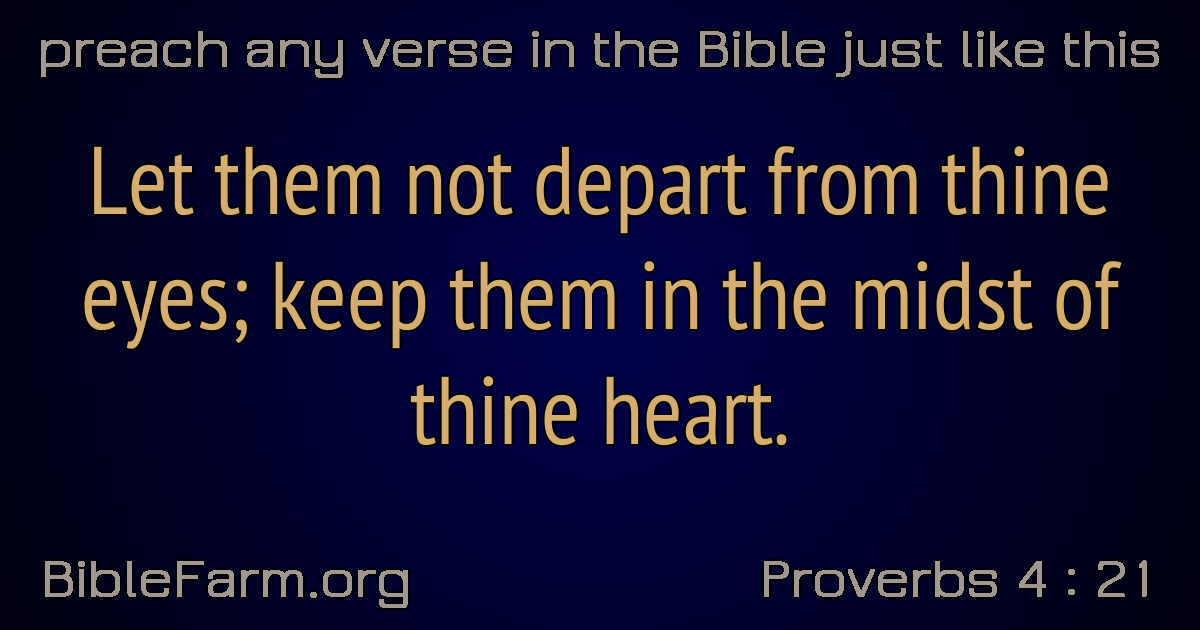 preach any verse in the Bible just like this
Let them not depart from thine
eyes; keep them in the midst of
thine heart.
BibleFarm.org
Proverbs 4 : 21